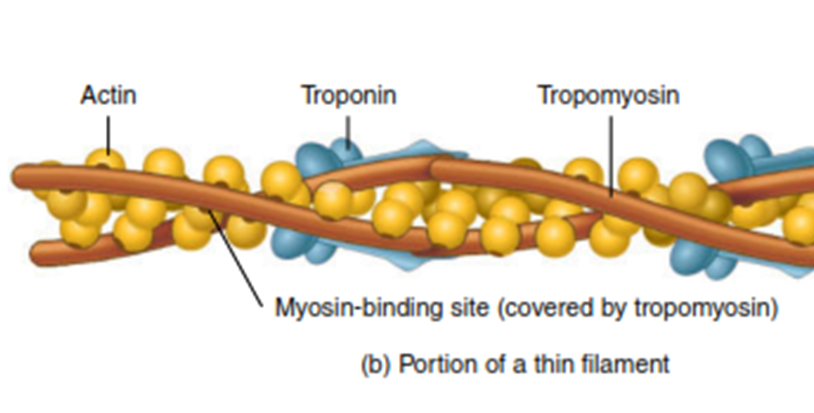 Actin Troponin Tropomyosin
Myosin-binding site (covered by tropomyosin)
(b) Portion of a thin filament